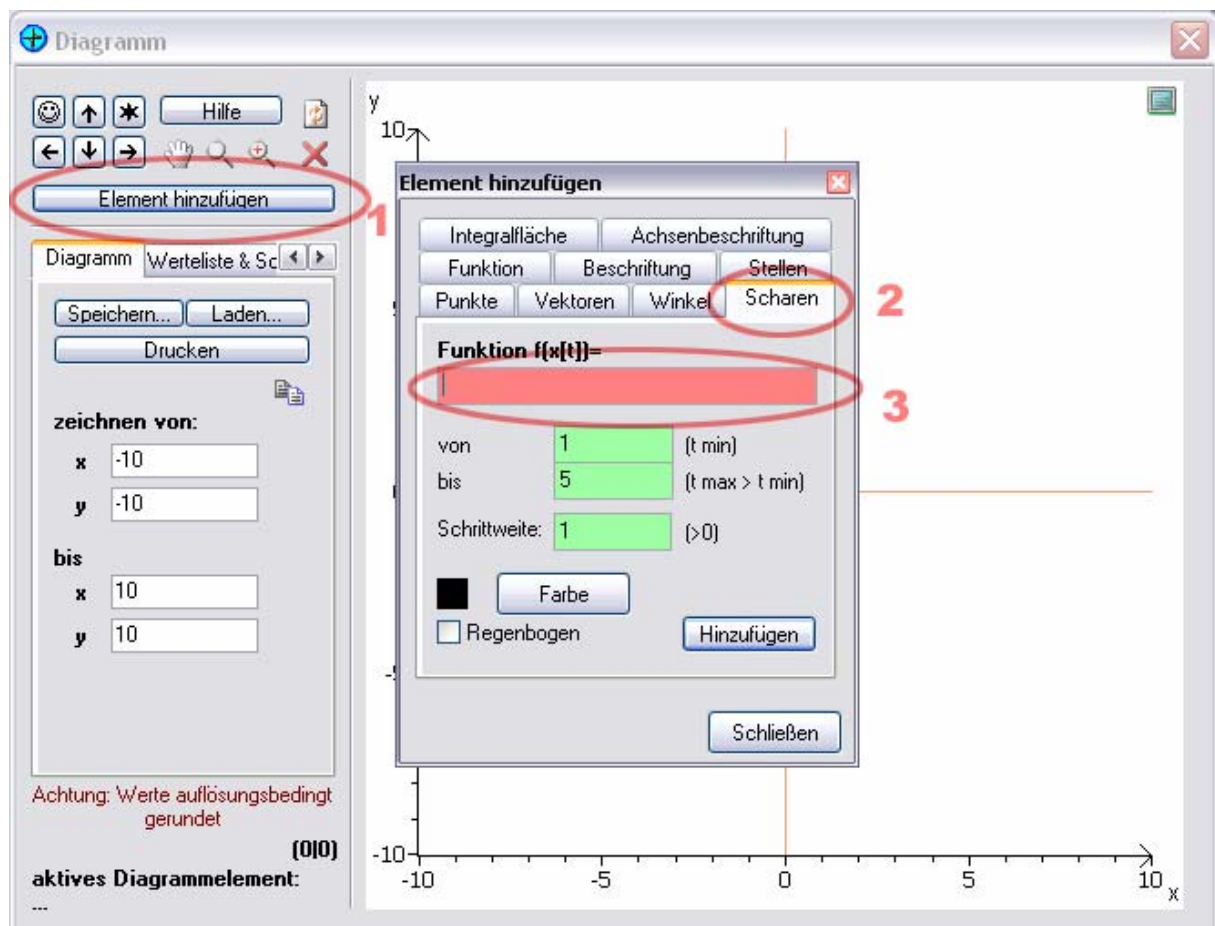 Diagramm
Hilfe
Element hinzufügen
1
Diagramm Werteliste & Sc
Speichern... Laden...
Drucken
zeichnen von:
x -10
y -10
bis
x 10
y 10
Achtung: Werte auflösungsbedingt
gerundet
(0|0)
aktives Diagrammelement:
---
y
10
Element hinzufügen
Integralfläche Achsenbeschriftung
Funktion Beschriftung Stellen
Punkte Vektoren Winkel Scharen
2
Funktion f(x[t])=
3
von 1 (t min)
bis 5 (t max > t min)
Schrittweite: 1 (>0)
Farbe
Regenbogen Hinzufügen
Schließen
-10
-10 -5 0 5 10
x